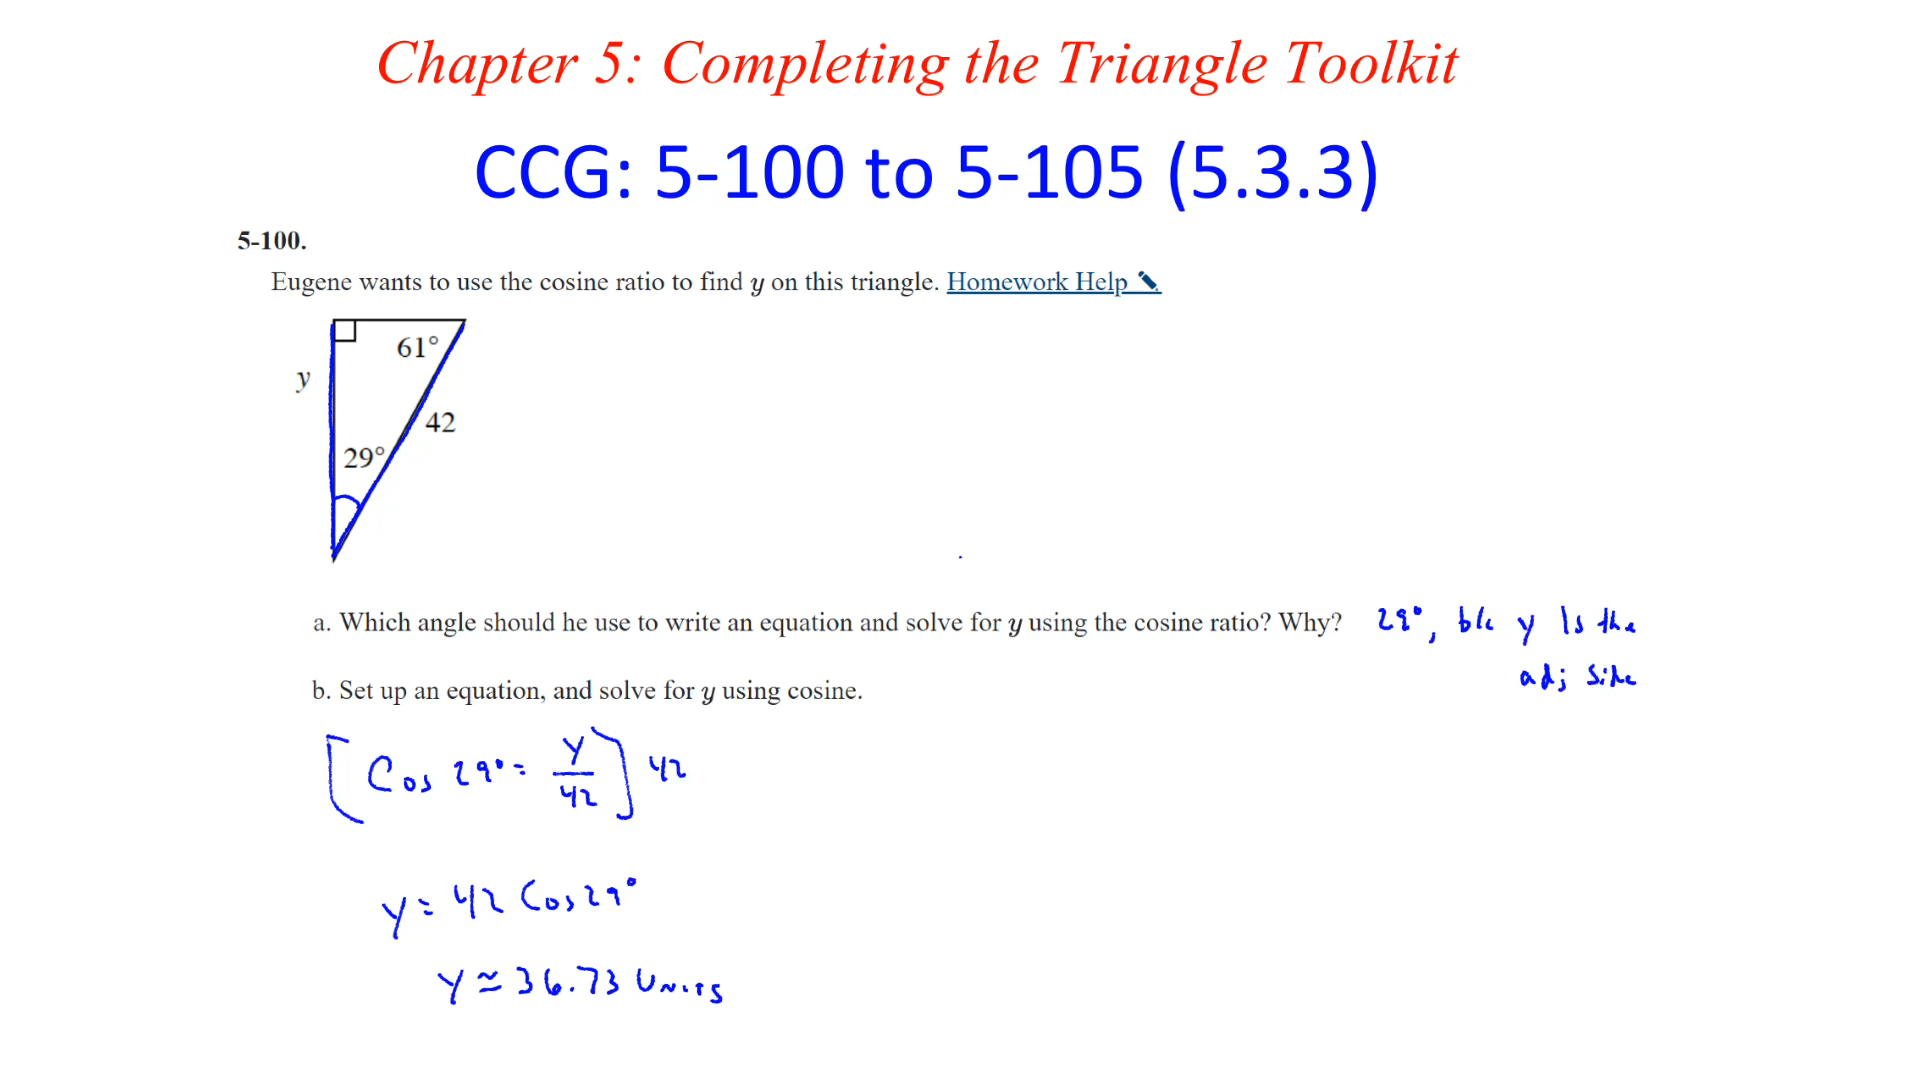 Chapter 5: Completing the Triangle Toolkit
CCG: 5-100 to 5-105 (5.3.3)
5-100.
Eugene wants to use the cosine ratio to find y on this triangle. Homework Help
61°
y
42
29°
a. Which angle should he use to write an equation and solve for y using the cosine ratio? Why? 29°, b/c y Is the
adj Side
b. Set up an equation, and solve for y using cosine.
[Cos 29° = y/42] 42
y = 42 Cos 29°
y ≈ 36.73 Units